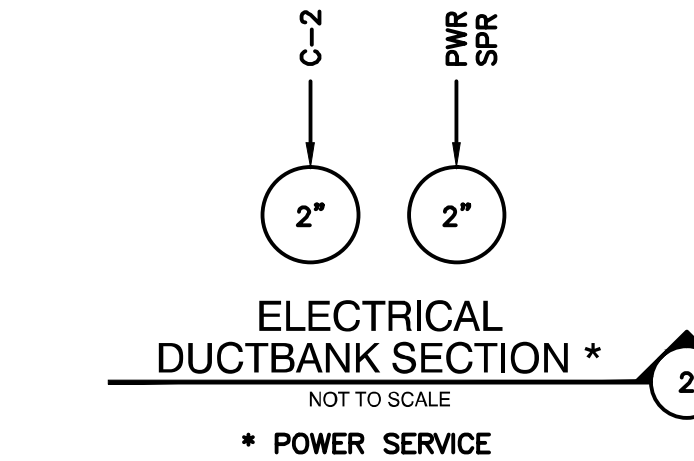 C-2
PWR
SPR
2"
2"
ELECTRICAL
DUCTBANK SECTION *
2
NOT TO SCALE
* POWER SERVICE